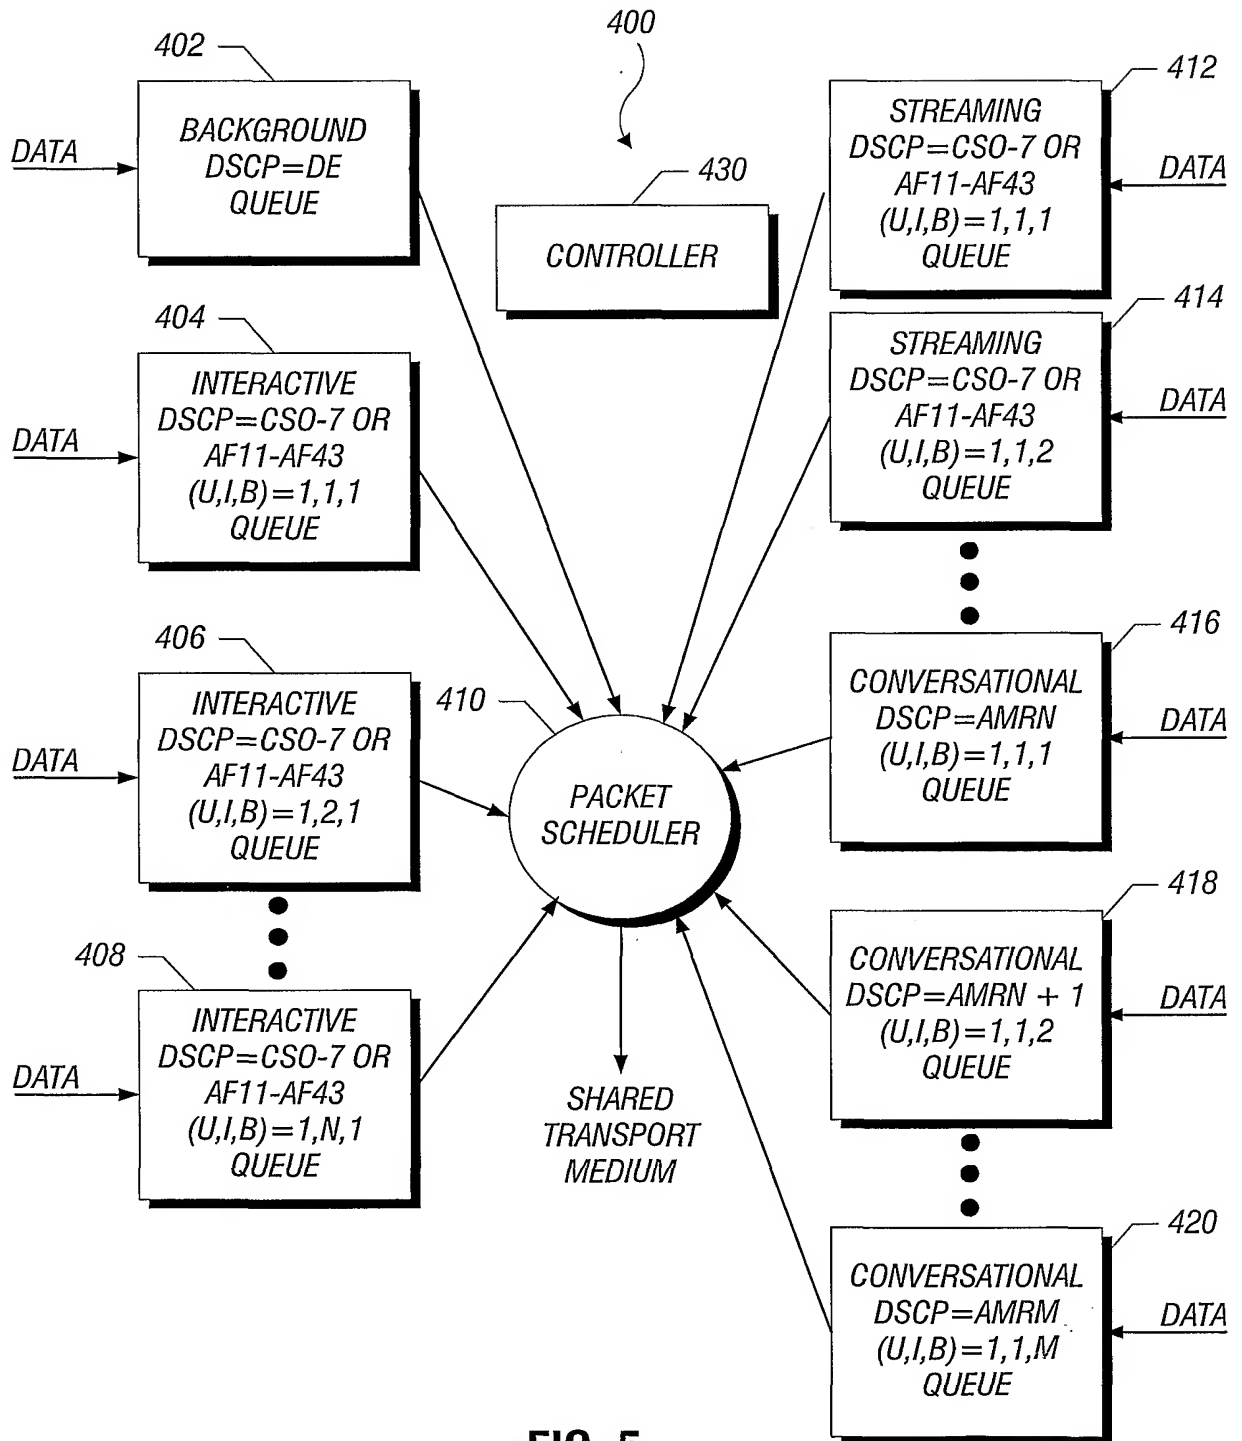 400
402
BACKGROUND
DSCP=DE
QUEUE
DATA
404
INTERACTIVE
DSCP=CSO-7 OR
AF11-AF43
(U,I,B)=1,1,1
QUEUE
DATA
406
INTERACTIVE
DSCP=CSO-7 OR
AF11-AF43
(U,I,B)=1,2,1
QUEUE
DATA
408
INTERACTIVE
DSCP=CSO-7 OR
AF11-AF43
(U,I,B)=1,N,1
QUEUE
DATA
430
CONTROLLER
410
PACKET
SCHEDULER
SHARED
TRANSPORT
MEDIUM
412
STREAMING
DSCP=CSO-7 OR
AF11-AF43
(U,I,B)=1,1,1
QUEUE
DATA
414
STREAMING
DSCP=CSO-7 OR
AF11-AF43
(U,I,B)=1,1,2
QUEUE
DATA
416
CONVERSATIONAL
DSCP=AMRN
(U,I,B)=1,1,1
QUEUE
DATA
418
CONVERSATIONAL
DSCP=AMRN + 1
(U,I,B)=1,1,2
QUEUE
DATA
420
CONVERSATIONAL
DSCP=AMRM
(U,I,B)=1,1,M
QUEUE
DATA
FIG. 5